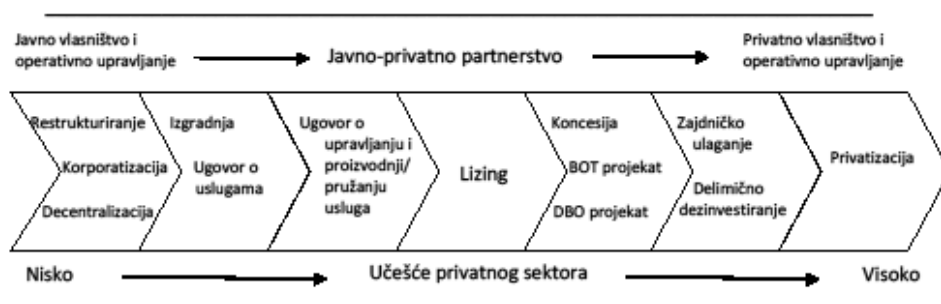 Javno vlasništvo i
operativno upravljanje
Javno-privatno partnerstvo
Privatno vlasništvo i
operativno upravljanje
Restrukturiranje
Korporatizacija
Decentralizacija
Izgradnja
Ugovor o
uslugama
Ugovor o
upravljanju i
proizvodnji/
pružanju
usluga
Lizing
Koncesija
BOT projekat
DBO projekat
Zajdničko
ulaganje
Delimično
dezinvestiranje
Privatizacija
Nisko
Učešće privatnog sektora
Visoko